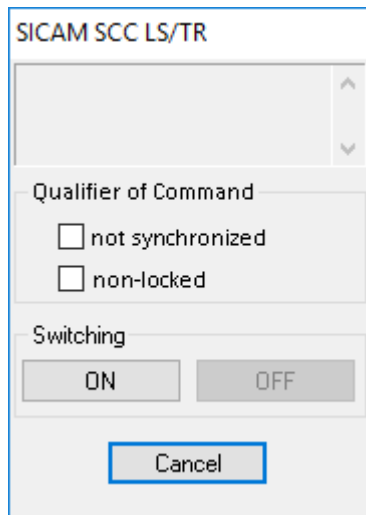 SICAM SCC LS/TR
Qualifier of Command
not synchronized
non-locked
Switching
ON OFF
Cancel